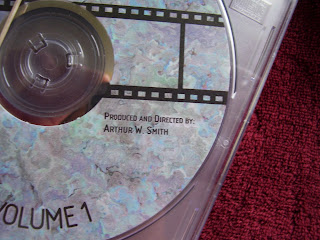 PRODUCED AND DIRECTED BY:
ARTHUR W. SMITH
VOLUME 1